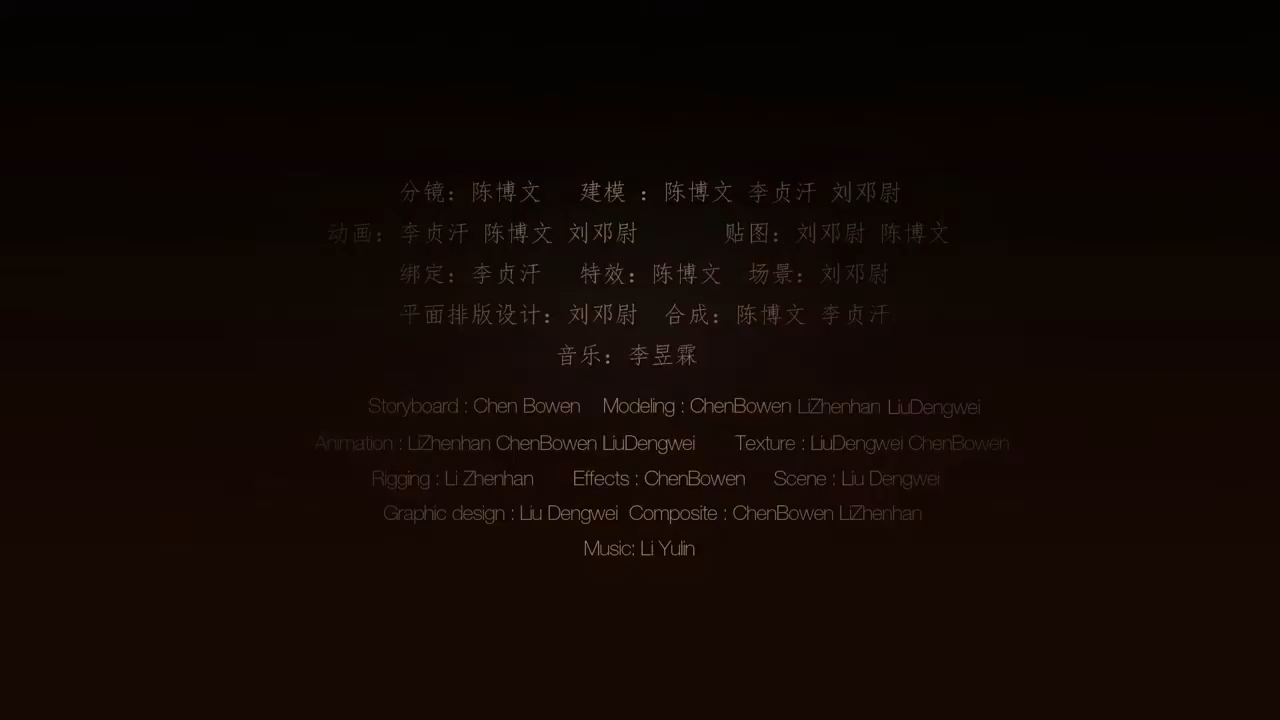 分镜：陈博文 建模 ：陈博文 李贞汗 刘邓尉
动画：李贞汗 陈博文 刘邓尉 贴图：刘邓尉 陈博文
绑定：李贞汗 特效：陈博文 场景：刘邓尉
平面排版设计：刘邓尉 合成：陈博文 李贞汗
音乐：李昱霖
Storyboard : Chen Bowen Modeling : ChenBowen LiZhenhan LiuDengwei
Animation : LiZhenhan ChenBowen LiuDengwei Texture : LiuDengwei ChenBowen
Rigging : Li Zhenhan Effects : ChenBowen Scene : Liu Dengwei
Graphic design : Liu Dengwei Composite : ChenBowen LiZhenhan
Music: Li Yulin